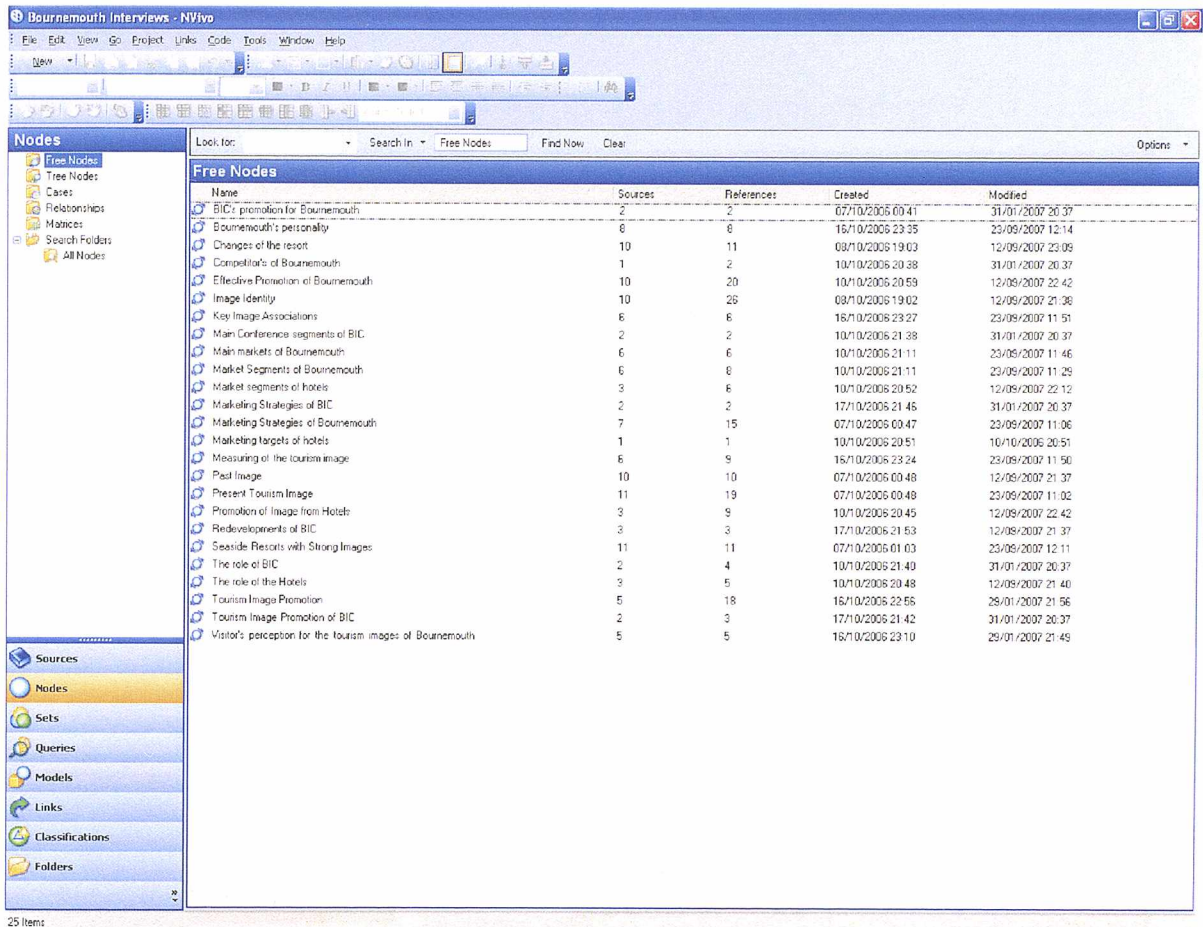 Bournemouth Interviews - NVivo
File Edit View Go Project Links Code Tools Window Help
New
Nodes
Look for: Search In Free Nodes Find Now Clear Options
Free Nodes
Tree Nodes
Cases
Relationships
Matrices
Search Folders
All Nodes
Free Nodes
Name Sources References Created Modified
BIC's promotion for Bournemouth 2 2 07/10/2006 00:41 31/01/2007 20:37
Bournemouth's personality 8 8 16/10/2006 23:35 23/09/2007 12:14
Changes of the resort 10 11 08/10/2006 19:03 12/09/2007 23:09
Competitor's of Bournemouth 1 2 10/10/2006 20:38 31/01/2007 20:37
Effective Promotion of Bournemouth 10 20 10/10/2006 20:59 12/09/2007 22:42
Image Identity 10 26 08/10/2006 19:02 12/09/2007 21:38
Key Image Associations 6 6 16/10/2006 23:27 23/09/2007 11:51
Main Conference segments of BIC 2 2 10/10/2006 21:38 31/01/2007 20:37
Main markets of Bournemouth 6 6 10/10/2006 21:11 23/09/2007 11:46
Market Segments of Bournemouth 6 8 10/10/2006 21:11 23/09/2007 11:29
Market segments of hotels 3 6 10/10/2006 20:52 12/09/2007 22:12
Marketing Strategies of BIC 2 2 17/10/2006 21:46 31/01/2007 20:37
Marketing Strategies of Bournemouth 7 15 07/10/2006 00:47 23/09/2007 11:06
Marketing targets of hotels 1 1 10/10/2006 20:51 10/10/2006 20:51
Measuring of the tourism image 6 9 16/10/2006 23:24 23/09/2007 11:50
Past Image 10 10 07/10/2006 00:48 12/09/2007 21:37
Present Tourism Image 11 19 07/10/2006 00:48 23/09/2007 11:02
Promotion of Image from Hotels 3 9 10/10/2006 20:45 12/09/2007 22:42
Redevelopments of BIC 3 3 17/10/2006 21:53 12/09/2007 21:37
Seaside Resorts with Strong Images 11 11 07/10/2006 01:03 23/09/2007 12:11
The role of BIC 2 4 10/10/2006 21:40 31/01/2007 20:37
The role of the Hotels 3 5 10/10/2006 20:48 12/09/2007 21:40
Tourism Image Promotion 5 18 16/10/2006 22:56 29/01/2007 21:56
Tourism Image Promotion of BIC 2 3 17/10/2006 21:42 31/01/2007 20:37
Visitor's perception for the tourism images of Bournemouth 5 5 16/10/2006 23:10 29/01/2007 21:49
Sources
Nodes
Sets
Queries
Models
Links
Classifications
Folders
25 Items